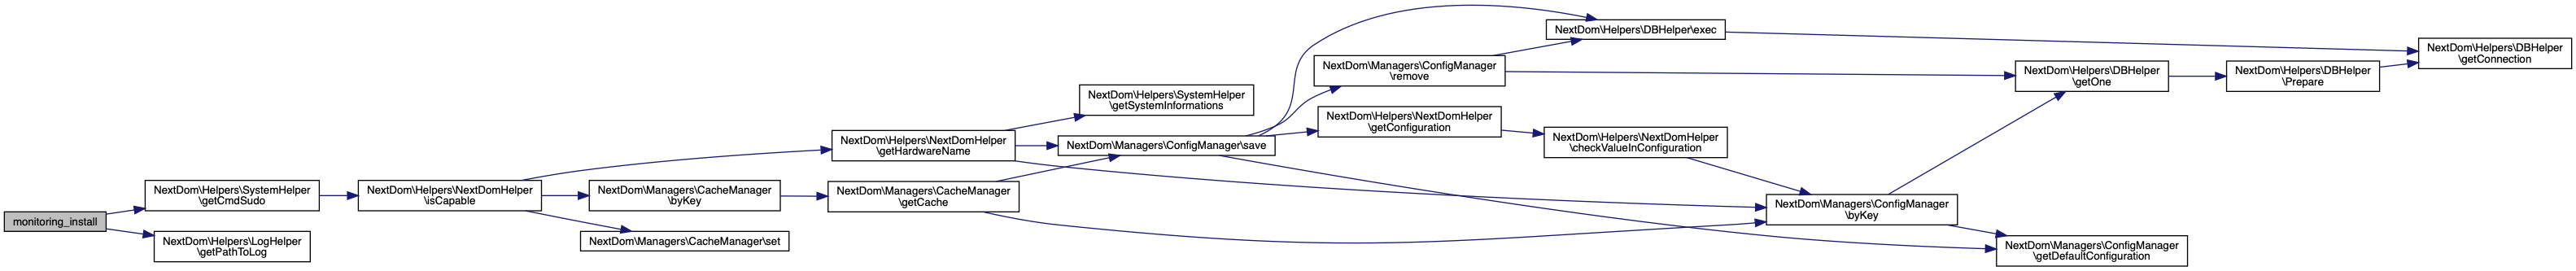 monitoring_install
NextDom\Helpers\SystemHelper
\getCmdSudo
NextDom\Helpers\LogHelper
\getPathToLog
NextDom\Helpers\NextDomHelper
\isCapable
NextDom\Helpers\NextDomHelper
\getHardwareName
NextDom\Managers\CacheManager
\byKey
NextDom\Managers\CacheManager\set
NextDom\Helpers\SystemHelper
\getSystemInformations
NextDom\Managers\ConfigManager\save
NextDom\Managers\CacheManager
\getCache
NextDom\Helpers\DBHelper\exec
NextDom\Managers\ConfigManager
\remove
NextDom\Helpers\NextDomHelper
\getConfiguration
NextDom\Helpers\NextDomHelper
\checkValueInConfiguration
NextDom\Managers\ConfigManager
\byKey
NextDom\Helpers\DBHelper
\getOne
NextDom\Managers\ConfigManager
\getDefaultConfiguration
NextDom\Helpers\DBHelper
\Prepare
NextDom\Helpers\DBHelper
\getConnection